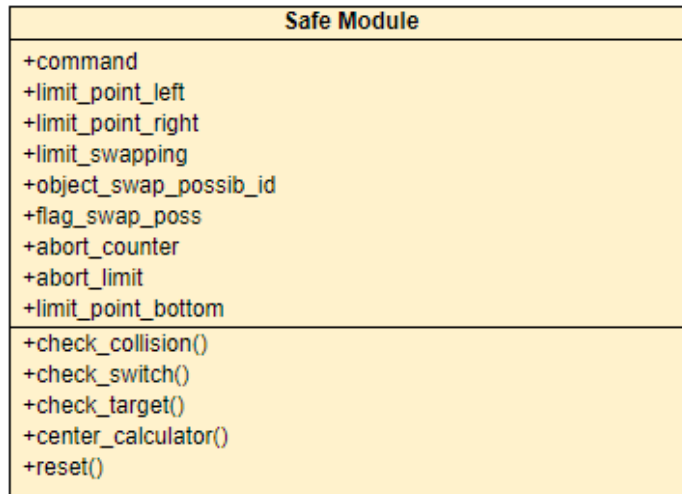 Safe Module
+command
+limit_point_left
+limit_point_right
+limit_swapping
+object_swap_possib_id
+flag_swap_poss
+abort_counter
+abort_limit
+limit_point_bottom
+check_collision()
+check_switch()
+check_target()
+center_calculator()
+reset()